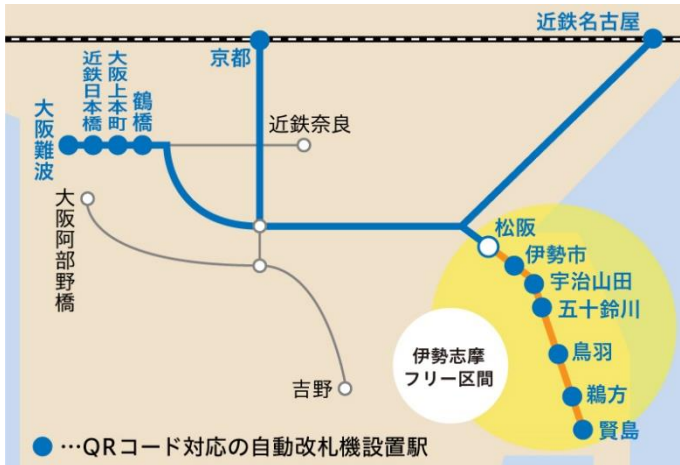 近鉄名古屋
京都
近鉄日本橋
大阪上本町
鶴橋
大阪難波
近鉄奈良
大阪阿部野橋
松阪
伊勢市
宇治山田
五十鈴川
伊勢志摩
フリー区間
鳥羽
鵜方
吉野
賢島
…QRコード対応の自動改札機設置駅